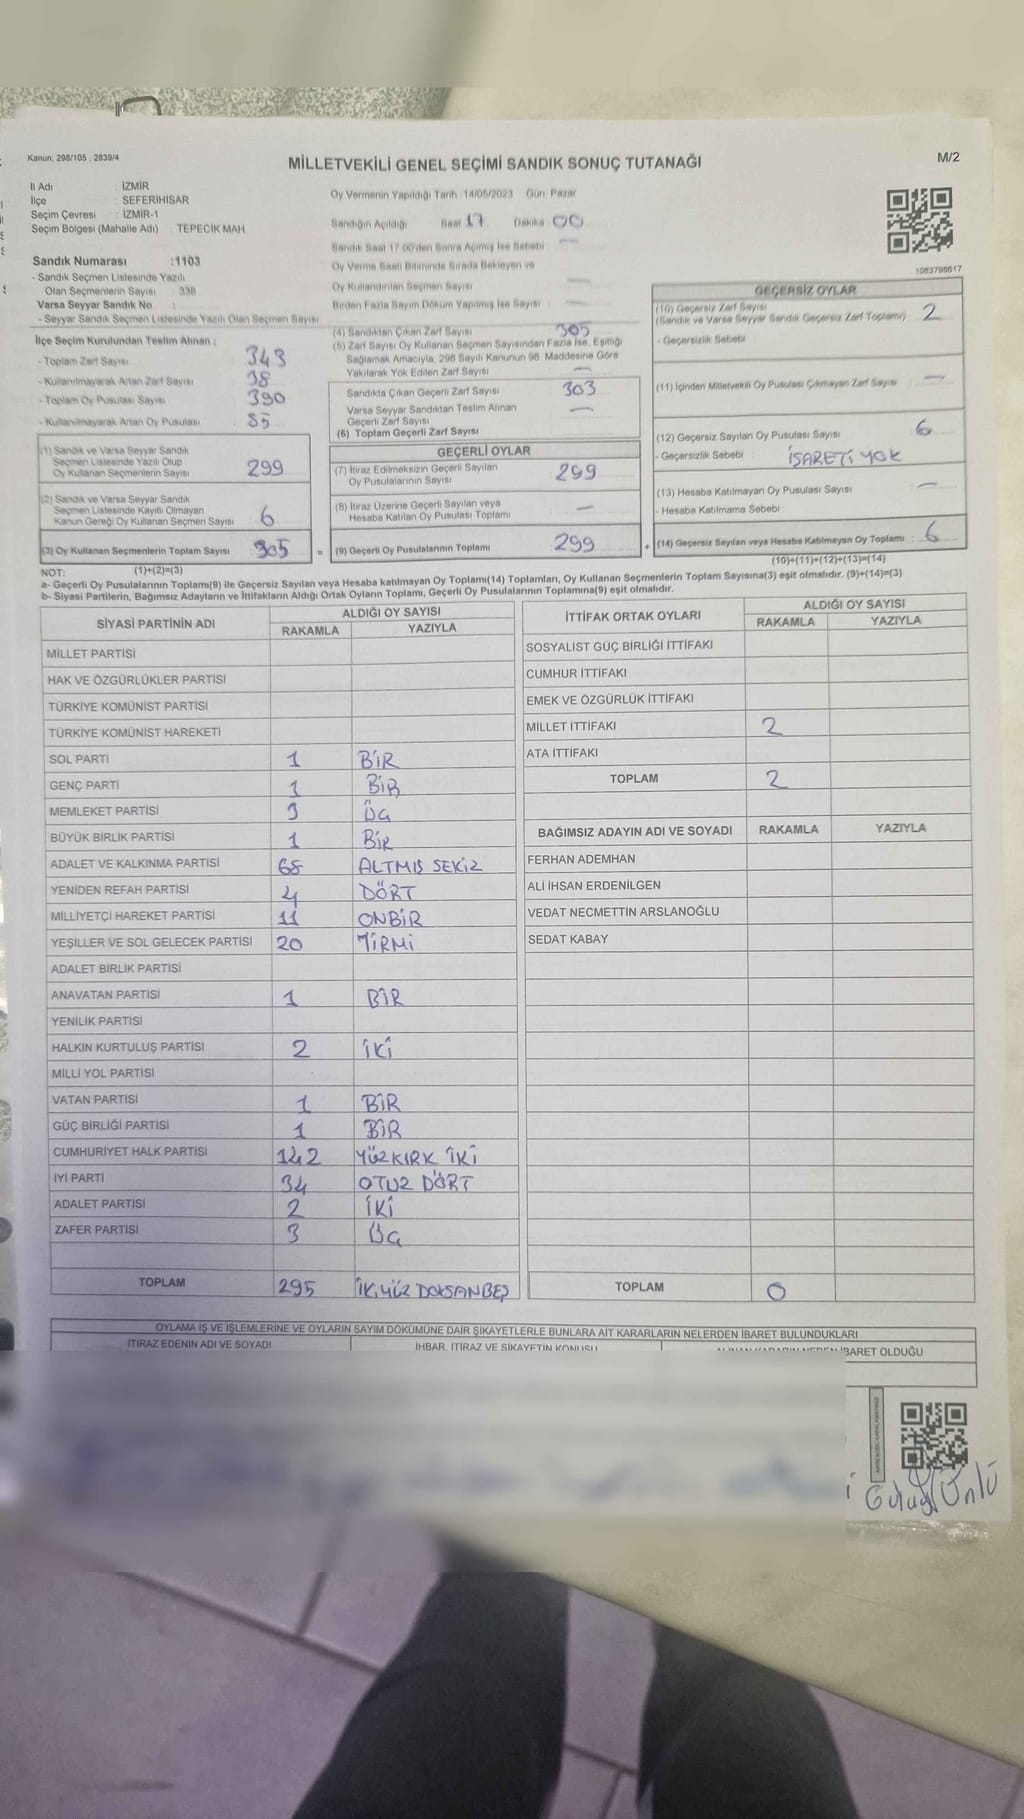 Kanun: 298/105 , 2839/4
MİLLETVEKİLİ GENEL SEÇİMİ SANDIK SONUÇ TUTANAĞI
M/2
İl Adı : İZMİR
İlçe : SEFERİHİSAR
Seçim Çevresi : İZMİR-1
Seçim Bölgesi (Mahalle Adı) : TEPECİK MAH.
Sandık Numarası :1103
- Sandık Seçmen Listesinde Yazılı
Olan Seçmenlerin Sayısı : 338
Varsa Seyyar Sandık No :
- Seyyar Sandık Seçmen Listesinde Yazılı Olan Seçmen Sayısı
Oy Vermenin Yapıldığı Tarih :14/05/2023 Gün: Pazar
Sandığın Açıldığı Saat 17 Dakika 00
Sandık Saat 17.00'den Sonra Açımış İse Sebebi —
Oy Verme Saati Bitiminde Sırada Bekleyen ve
Oy Kullandırılan Seçmen Sayısı —
Birden Fazla Sayım Döküm Yapılmış İse Sayısı —
1083798617
İlçe Seçim Kurulundan Teslim Alınan :
- Toplam Zarf Sayısı 343
- Kullanılmayarak Artan Zarf Sayısı 38
- Toplam Oy Pusulası Sayısı 390
- Kullanılmayarak Artan Oy Pusulası 85
(1) Sandık ve Varsa Seyyar Sandık
Seçmen Listesinde Yazılı Olup
Oy Kullanan Seçmenlerin Sayısı 299
(2) Sandık ve Varsa Seyyar Sandık
Seçmen Listesinde Kayıtlı Olmayan
Kanun Gereği Oy Kullanan Seçmen Sayısı 6
(3) Oy Kullanan Seçmenlerin Toplam Sayısı 305 =
(1)+(2)=(3)
(4) Sandıktan Çıkan Zarf Sayısı 305
(5) Zarf Sayısı Oy Kullanan Seçmen Sayısından Fazla İse, Eşitliği
Sağlamak Amacıyla, 298 Sayılı Kanunun 98. Maddesine Göre
Yakılarak Yok Edilen Zarf Sayısı —
Sandıkta Çıkan Geçerli Zarf Sayısı 303
Varsa Seyyar Sandıktan Teslim Alınan
Geçerli Zarf Sayısı —
(6) Toplam Geçerli Zarf Sayısı
GEÇERLİ OYLAR
(7) İtiraz Edilmeksizin Geçerli Sayılan
Oy Pusulalarının Sayısı 299
(8) İtiraz Üzerine Geçerli Sayılan veya
Hesaba Katılan Oy Pusulası Toplamı —
(9) Geçerli Oy Pusulalarının Toplamı 299 +
GEÇERSİZ OYLAR
(10) Geçersiz Zarf Sayısı
(Sandık ve Varsa Seyyar Sandık Geçersiz Zarf Toplamı) 2
- Geçersizlik Sebebi :
(11) İçinden Milletvekili Oy Pusulası Çıkmayan Zarf Sayısı —
(12) Geçersiz Sayılan Oy Pusulası Sayısı 6
- Geçersizlik Sebebi : İŞARETİ YOK
(13) Hesaba Katılmayan Oy Pusulası Sayısı —
- Hesaba Katılmama Sebebi
(14) Geçersiz Sayılan veya Hesaba Katılmayan Oy Toplamı : 6
(10)+(11)+(12)+(13)=(14)
NOT:
a- Geçerli Oy Pusulalarının Toplamı(9) ile Geçersiz Sayılan veya Hesaba katılmayan Oy Toplamı(14) Toplamları, Oy Kullanan Seçmenlerin Toplam Sayısına(3) eşit olmalıdır. (9)+(14)=(3)
b- Siyasi Partilerin, Bağımsız Adayların ve İttifakların Aldığı Ortak Oyların Toplamı, Geçerli Oy Pusulalarının Toplamına(9) eşit olmalıdır.
SİYASİ PARTİNİN ADI ALDIĞI OY SAYISI
RAKAMLA YAZIYLA
MİLLET PARTİSİ
HAK VE ÖZGÜRLÜKLER PARTİSİ
TÜRKİYE KOMÜNİST PARTİSİ
TÜRKİYE KOMÜNİST HAREKETİ
SOL PARTİ 1 BİR
GENÇ PARTİ 1 BİR
MEMLEKET PARTİSİ 3 ÜÇ
BÜYÜK BİRLİK PARTİSİ 1 BİR
ADALET VE KALKINMA PARTİSİ 68 ALTMIŞ SEKİZ
YENİDEN REFAH PARTİSİ 4 DÖRT
MİLLİYETÇİ HAREKET PARTİSİ 11 ONBİR
YEŞİLLER VE SOL GELECEK PARTİSİ 20 YİRMİ
ADALET BİRLİK PARTİSİ
ANAVATAN PARTİSİ 1 BİR
YENİLİK PARTİSİ
HALKIN KURTULUŞ PARTİSİ 2 İKİ
MİLLİ YOL PARTİSİ
VATAN PARTİSİ 1 BİR
GÜÇ BİRLİĞİ PARTİSİ 1 BİR
CUMHURİYET HALK PARTİSİ 142 YÜZKIRK İKİ
İYİ PARTİ 34 OTUZ DÖRT
ADALET PARTİSİ 2 İKİ
ZAFER PARTİSİ 3 ÜÇ
TOPLAM 295 İKİYÜZ DOKSANBEŞ
İTTİFAK ORTAK OYLARI ALDIĞI OY SAYISI
RAKAMLA YAZIYLA
SOSYALİST GÜÇ BİRLİĞİ İTTİFAKI
CUMHUR İTTİFAKI
EMEK VE ÖZGÜRLÜK İTTİFAKI
MİLLET İTTİFAKI 2
ATA İTTİFAKI
TOPLAM 2
BAĞIMSIZ ADAYIN ADI VE SOYADI RAKAMLA YAZIYLA
FERHAN ADEMHAN
ALİ İHSAN ERDENİLGEN
VEDAT NECMETTİN ARSLANOĞLU
SEDAT KABAY
TOPLAM 0
OYLAMA İŞ VE İŞLEMLERİNE VE OYLARIN SAYIM DÖKÜMÜNE DAİR ŞİKAYETLERLE BUNLARA AİT KARARLARIN NELERDEN İBARET BULUNDUKLARI
İTİRAZ EDENİN ADI VE SOYADI İHBAR, İTİRAZ VE ŞİKAYETİN KONUSU İBARET OLDUĞU
Ünlü